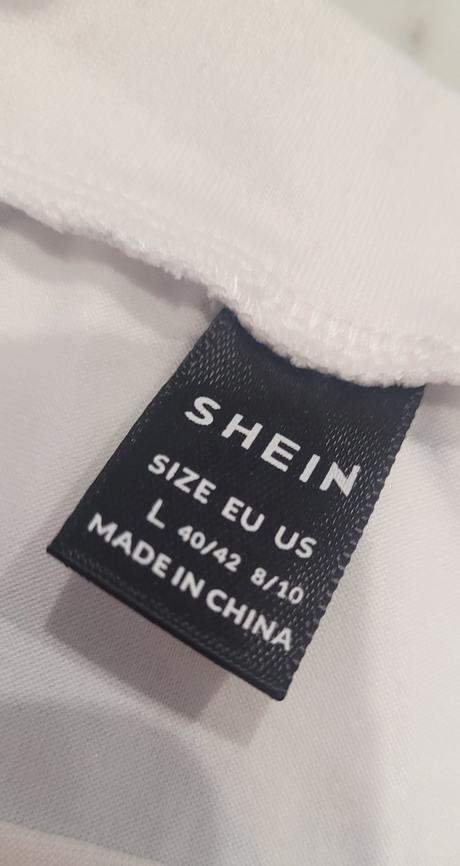 SHEIN
SIZE EU US
L 40/42 8/10
MADE IN CHINA